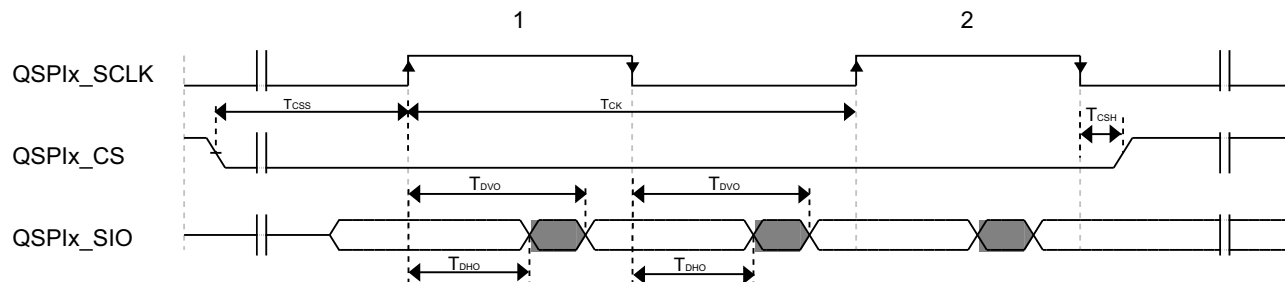 1 2
QSPIx_SCLK
TCSS TCK TCSH
QSPIx_CS
TDVO TDVO
QSPIx_SIO
TDHO TDHO